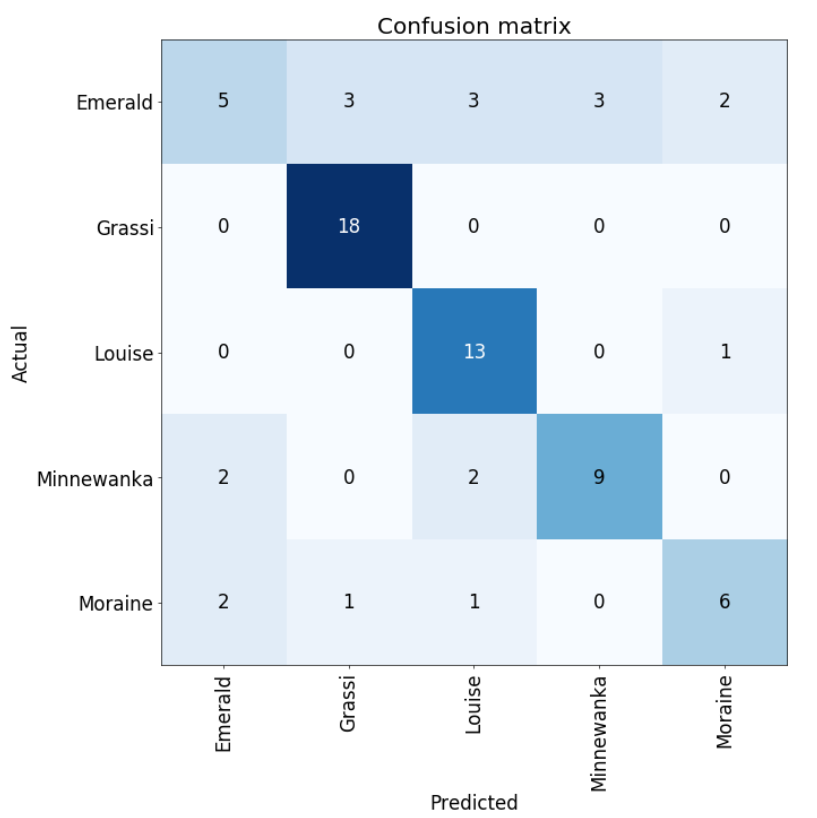 Confusion matrix
Emerald 5 3 3 3 2
Grassi 0 18 0 0 0
Louise 0 0 13 0 1
Minnewanka 2 0 2 9 0
Moraine 2 1 1 0 6
Actual
Emerald Grassi Louise Minnewanka Moraine
Predicted